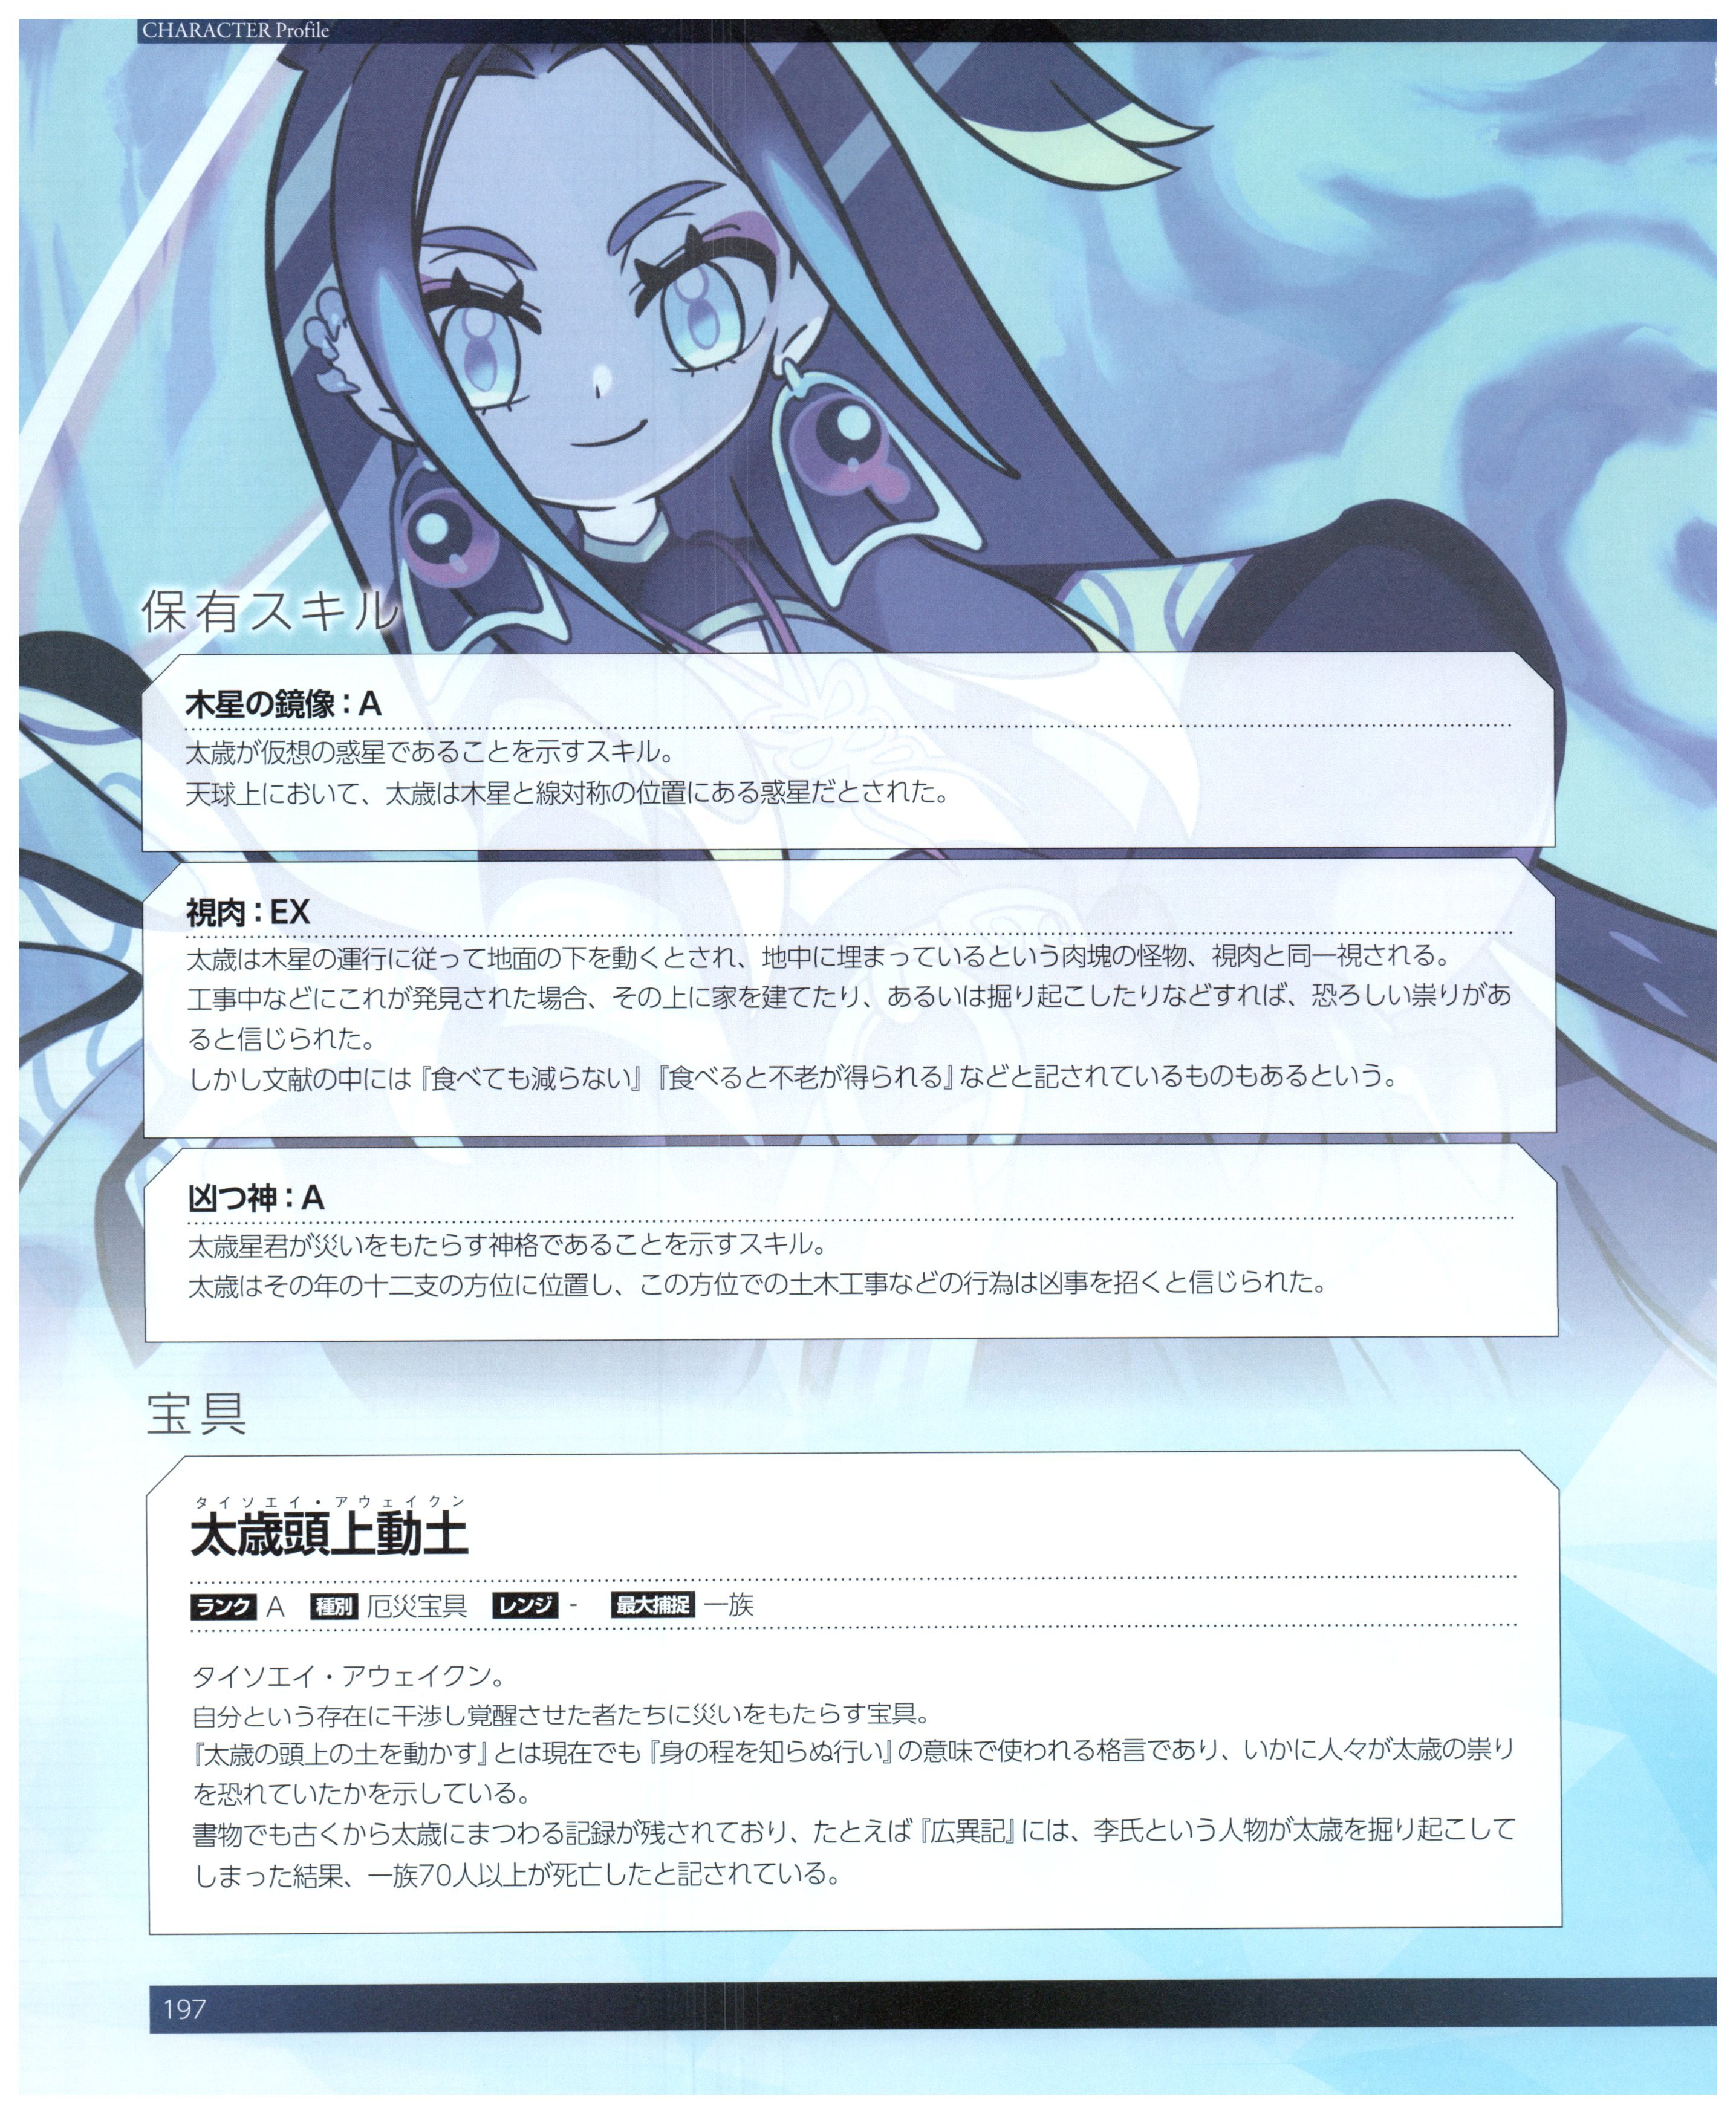 CHARACTER Profile
保有スキル
木星の鏡像：A
太歳が仮想の惑星であることを示すスキル。
天球上において、太歳は木星と線対称の位置にある惑星だとされた。
視肉：EX
太歳は木星の運行に従って地面の下を動くとされ、地中に埋まっているという肉塊の怪物、視肉と同一視される。
工事中などにこれが発見された場合、その上に家を建てたり、あるいは掘り起こしたりなどすれば、恐ろしい祟りがあ
ると信じられた。
しかし文献の中には『食べても減らない』『食べると不老が得られる』などと記されているものもあるという。
凶つ神：A
太歳星君が災いをもたらす神格であることを示すスキル。
太歳はその年の十二支の方位に位置し、この方位での土木工事などの行為は凶事を招くと信じられた。
宝具
タイソエイ・アウェイクン
太歳頭上動土
ランク A 種別 厄災宝具 レンジ - 最大捕捉 一族
タイソエイ・アウェイクン。
自分という存在に干渉し覚醒させた者たちに災いをもたらす宝具。
『太歳の頭上の土を動かす』とは現在でも『身の程を知らぬ行い』の意味で使われる格言であり、いかに人々が太歳の祟り
を恐れていたかを示している。
書物でも古くから太歳にまつわる記録が残されており、たとえば『広異記』には、李氏という人物が太歳を掘り起こして
しまった結果、一族70人以上が死亡したと記されている。
197